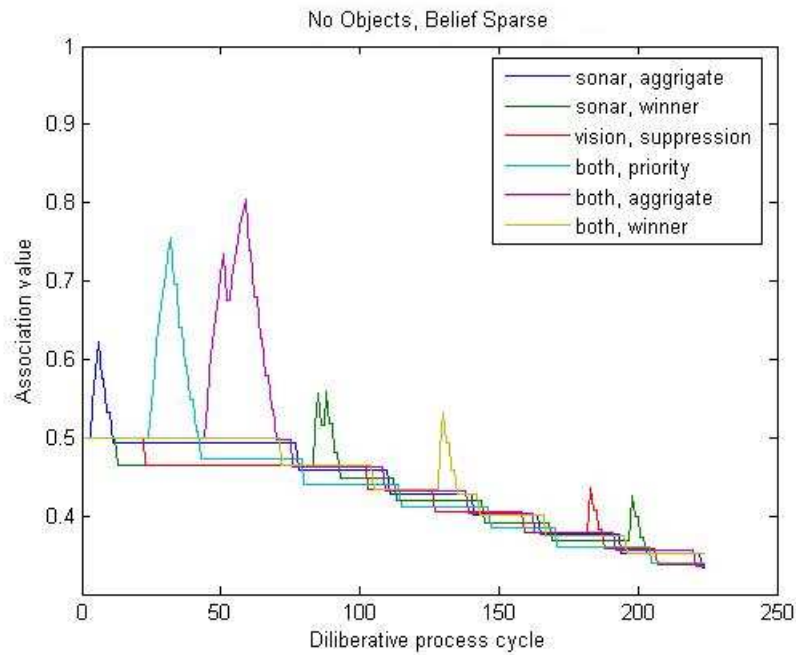 No Objects, Belief Sparse
1
0.9
0.8
0.7
0.6
0.5
0.4
Association value
sonar, aggrigate
sonar, winner
vision, suppression
both, priority
both, aggrigate
both, winner
0
50
100
150
200
250
Diliberative process cycle